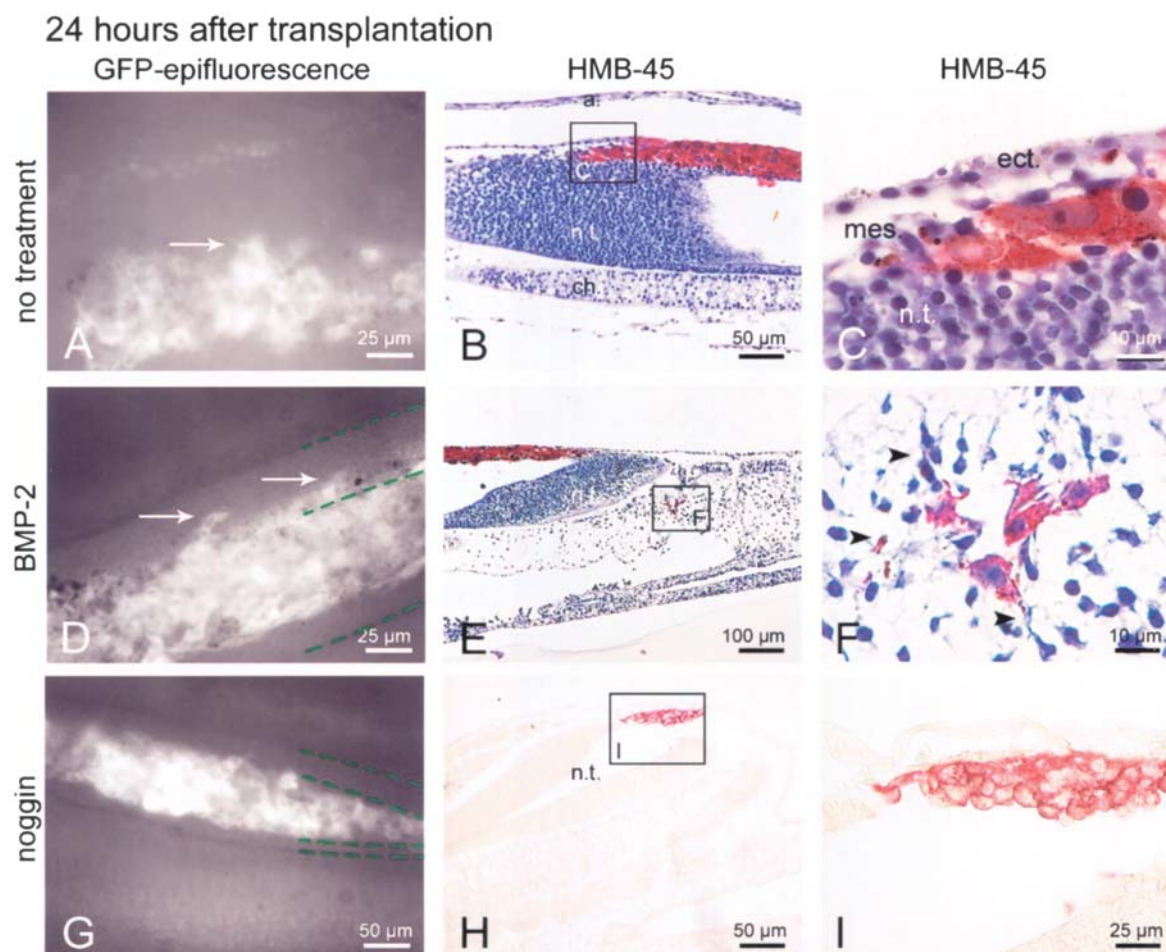 24 hours after transplantation
GFP-epifluorescence HMB-45 HMB-45
no treatment
A 25 µm
a.
C
n.t.
ch.
B 50 µm
ect.
mes.
n.t.
C 10 µm
BMP-2
D 25 µm
n.t.
F
E 100 µm
F 10 µm
noggin
G 50 µm
I
n.t.
H 50 µm
I 25 µm